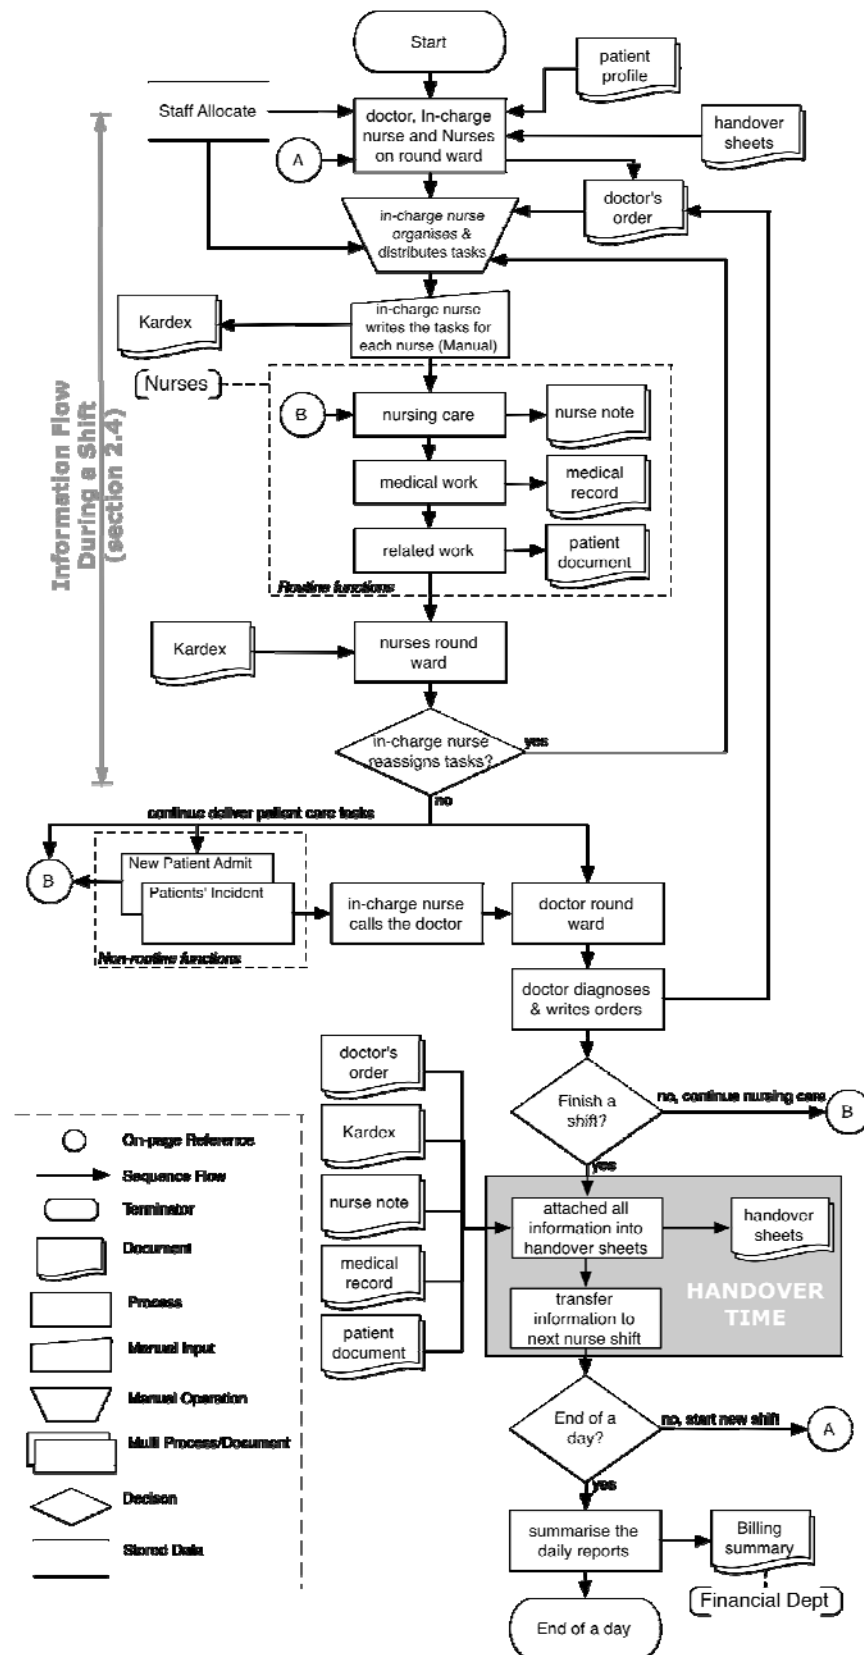 Start
patient
profile
Staff Allocate
doctor, In-charge
nurse and Nurses
on round ward
handover
sheets
A
doctor's
order
in-charge nurse
organises &
distributes tasks
in-charge nurse
writes the tasks for
each nurse (Manual)
Kardex
Nurses
Information Flow
During a Shift
(section 2.4)
B
nursing care
nurse note
medical work
medical
record
related work
patient
document
Routine functions
Kardex
nurses round
ward
in-charge nurse
reassigns tasks?
yes
no
continue deliver patient care tasks
B
New Patient Admit
Patients' Incident
Non-routine functions
in-charge nurse
calls the doctor
doctor round
ward
doctor diagnoses
& writes orders
doctor's
order
Kardex
nurse note
medical
record
patient
document
Finish a
shift?
no, continue nursing care
B
yes
attached all
information into
handover sheets
handover
sheets
transfer
information to
next nurse shift
HANDOVER
TIME
End of a
day?
no, start new shift
A
yes
summarise the
daily reports
Billing
summary
Financial Dept
End of a day
On-page Reference
Sequence Flow
Terminator
Document
Process
Manual Input
Manual Operation
Multi Process/Document
Decison
Stored Data